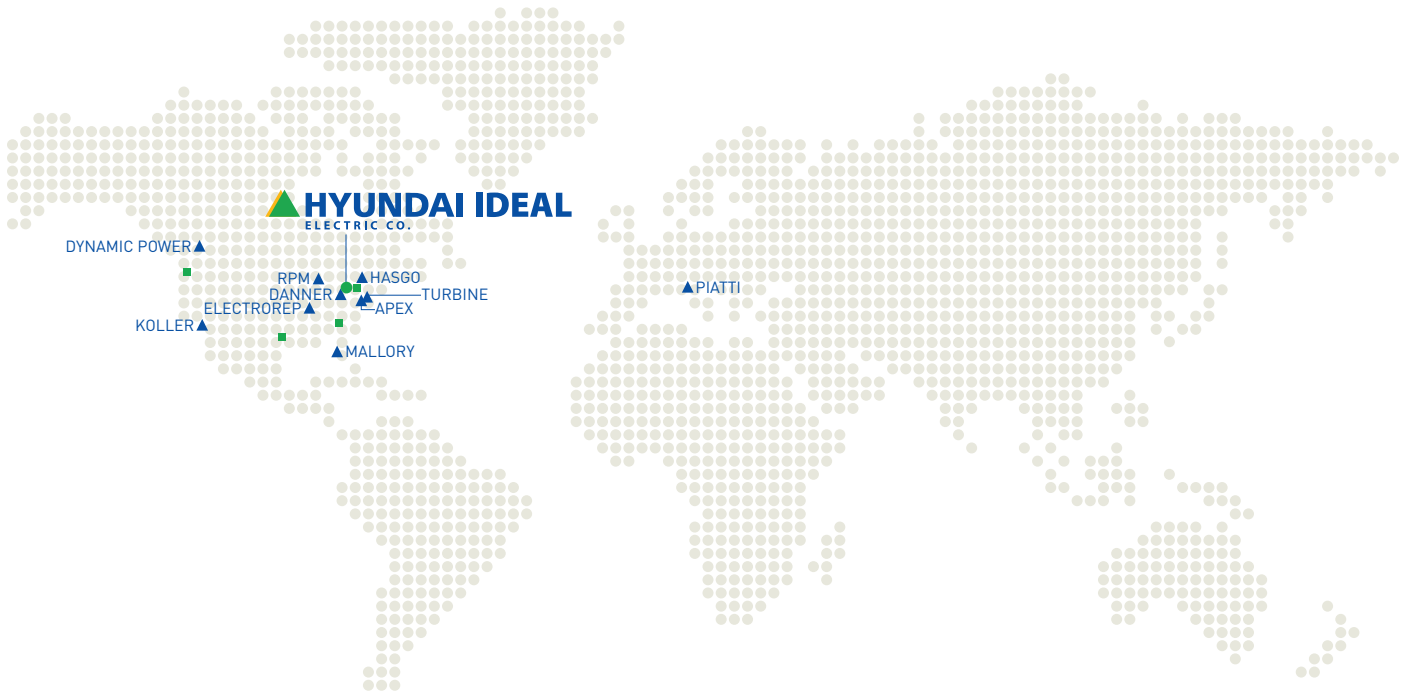 HYUNDAI IDEAL
ELECTRIC CO.
DYNAMIC POWER
RPM
HASGO
DANNER
TURBINE
ELECTROREP
APEX
KOLLER
MALLORY
PIATTI